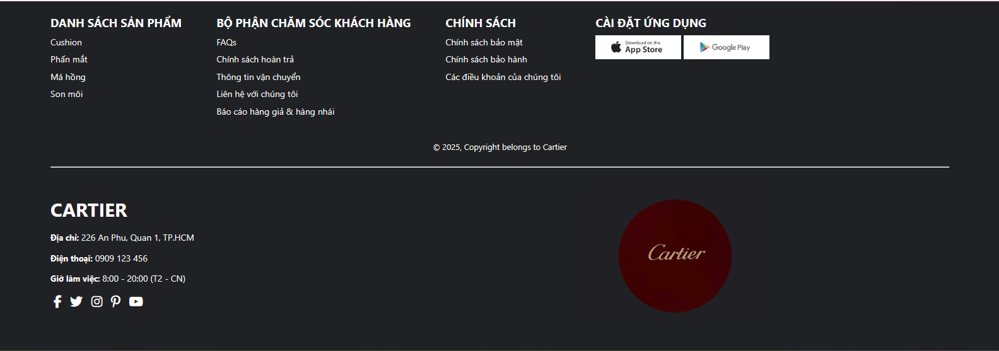 DANH SÁCH SẢN PHẨM
Cushion
Phấn mắt
Má hồng
Son môi
BỘ PHẬN CHĂM SÓC KHÁCH HÀNG
FAQs
Chính sách hoàn trả
Thông tin vận chuyển
Liên hệ với chúng tôi
Báo cáo hàng giả & hàng nhái
CHÍNH SÁCH
Chính sách bảo mật
Chính sách bảo hành
Các điều khoản của chúng tôi
CÀI ĐẶT ỨNG DỤNG
Download on the
App Store
Google Play
© 2025, Copyright belongs to Cartier
CARTIER
Địa chỉ: 226 An Phu, Quan 1, TP.HCM
Điện thoại: 0909 123 456
Giờ làm việc: 8:00 - 20:00 (T2 - CN)
Cartier